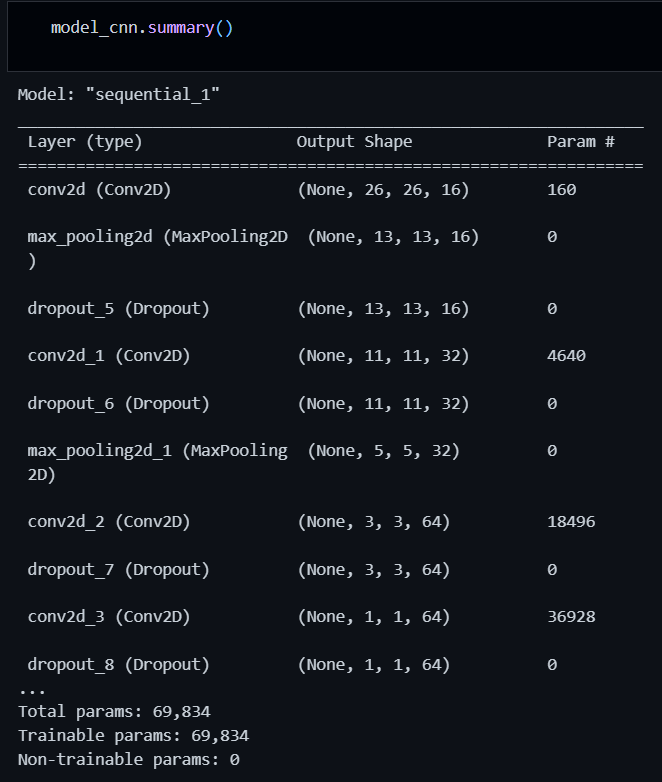 model_cnn.summary()
Model: "sequential_1"
_________________________________________________________________
Layer (type) Output Shape Param #
=================================================================
conv2d (Conv2D) (None, 26, 26, 16) 160
max_pooling2d (MaxPooling2D (None, 13, 13, 16) 0
)
dropout_5 (Dropout) (None, 13, 13, 16) 0
conv2d_1 (Conv2D) (None, 11, 11, 32) 4640
dropout_6 (Dropout) (None, 11, 11, 32) 0
max_pooling2d_1 (MaxPooling (None, 5, 5, 32) 0
2D)
conv2d_2 (Conv2D) (None, 3, 3, 64) 18496
dropout_7 (Dropout) (None, 3, 3, 64) 0
conv2d_3 (Conv2D) (None, 1, 1, 64) 36928
dropout_8 (Dropout) (None, 1, 1, 64) 0
...
Total params: 69,834
Trainable params: 69,834
Non-trainable params: 0